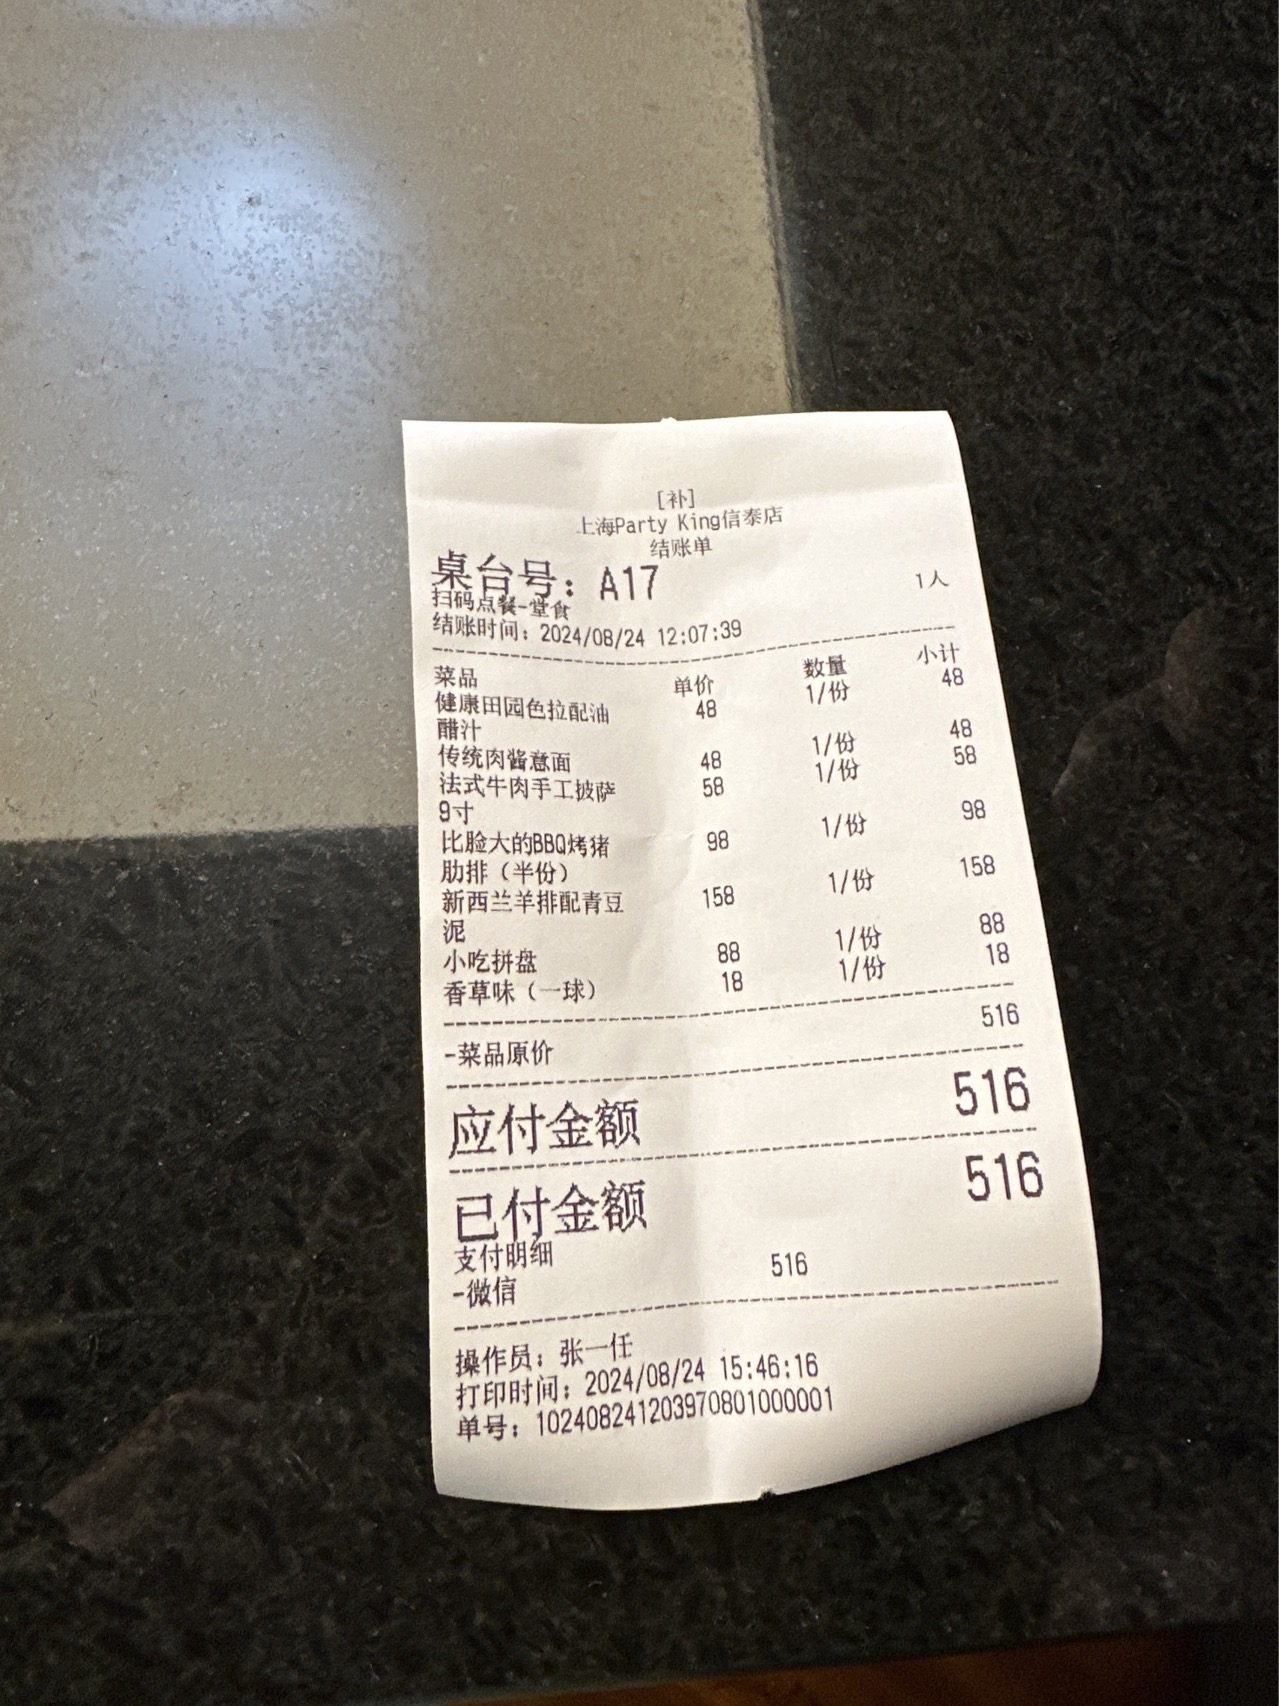 [补]
上海Party King信泰店
结账单
桌台号：A17 1人
扫码点餐-堂食
结账时间：2024/08/24 12:07:39
菜品 单价 数量 小计
健康田园色拉配油 48 1/份 48
醋汁
传统肉酱意面 48 1/份 48
法式牛肉手工披萨 58 1/份 58
9寸
比脸大的BBQ烤猪 98 1/份 98
肋排（半份）
新西兰羊排配青豆 158 1/份 158
泥
小吃拼盘 88 1/份 88
香草味（一球） 18 1/份 18
-菜品原价 516
应付金额 516
已付金额 516
支付明细
-微信 516
操作员：张一任
打印时间：2024/08/24 15:46:16
单号：102408241203970801000001